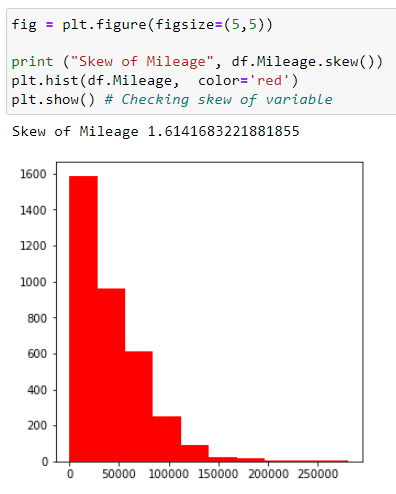 fig = plt.figure(figsize=(5,5))
print ("Skew of Mileage", df.Mileage.skew())
plt.hist(df.Mileage,  color='red')
plt.show() # Checking skew of variable
Skew of Mileage 1.6141683221881855
1600
1400
1200
1000
800
600
400
200
0
0 50000 100000 150000 200000 250000